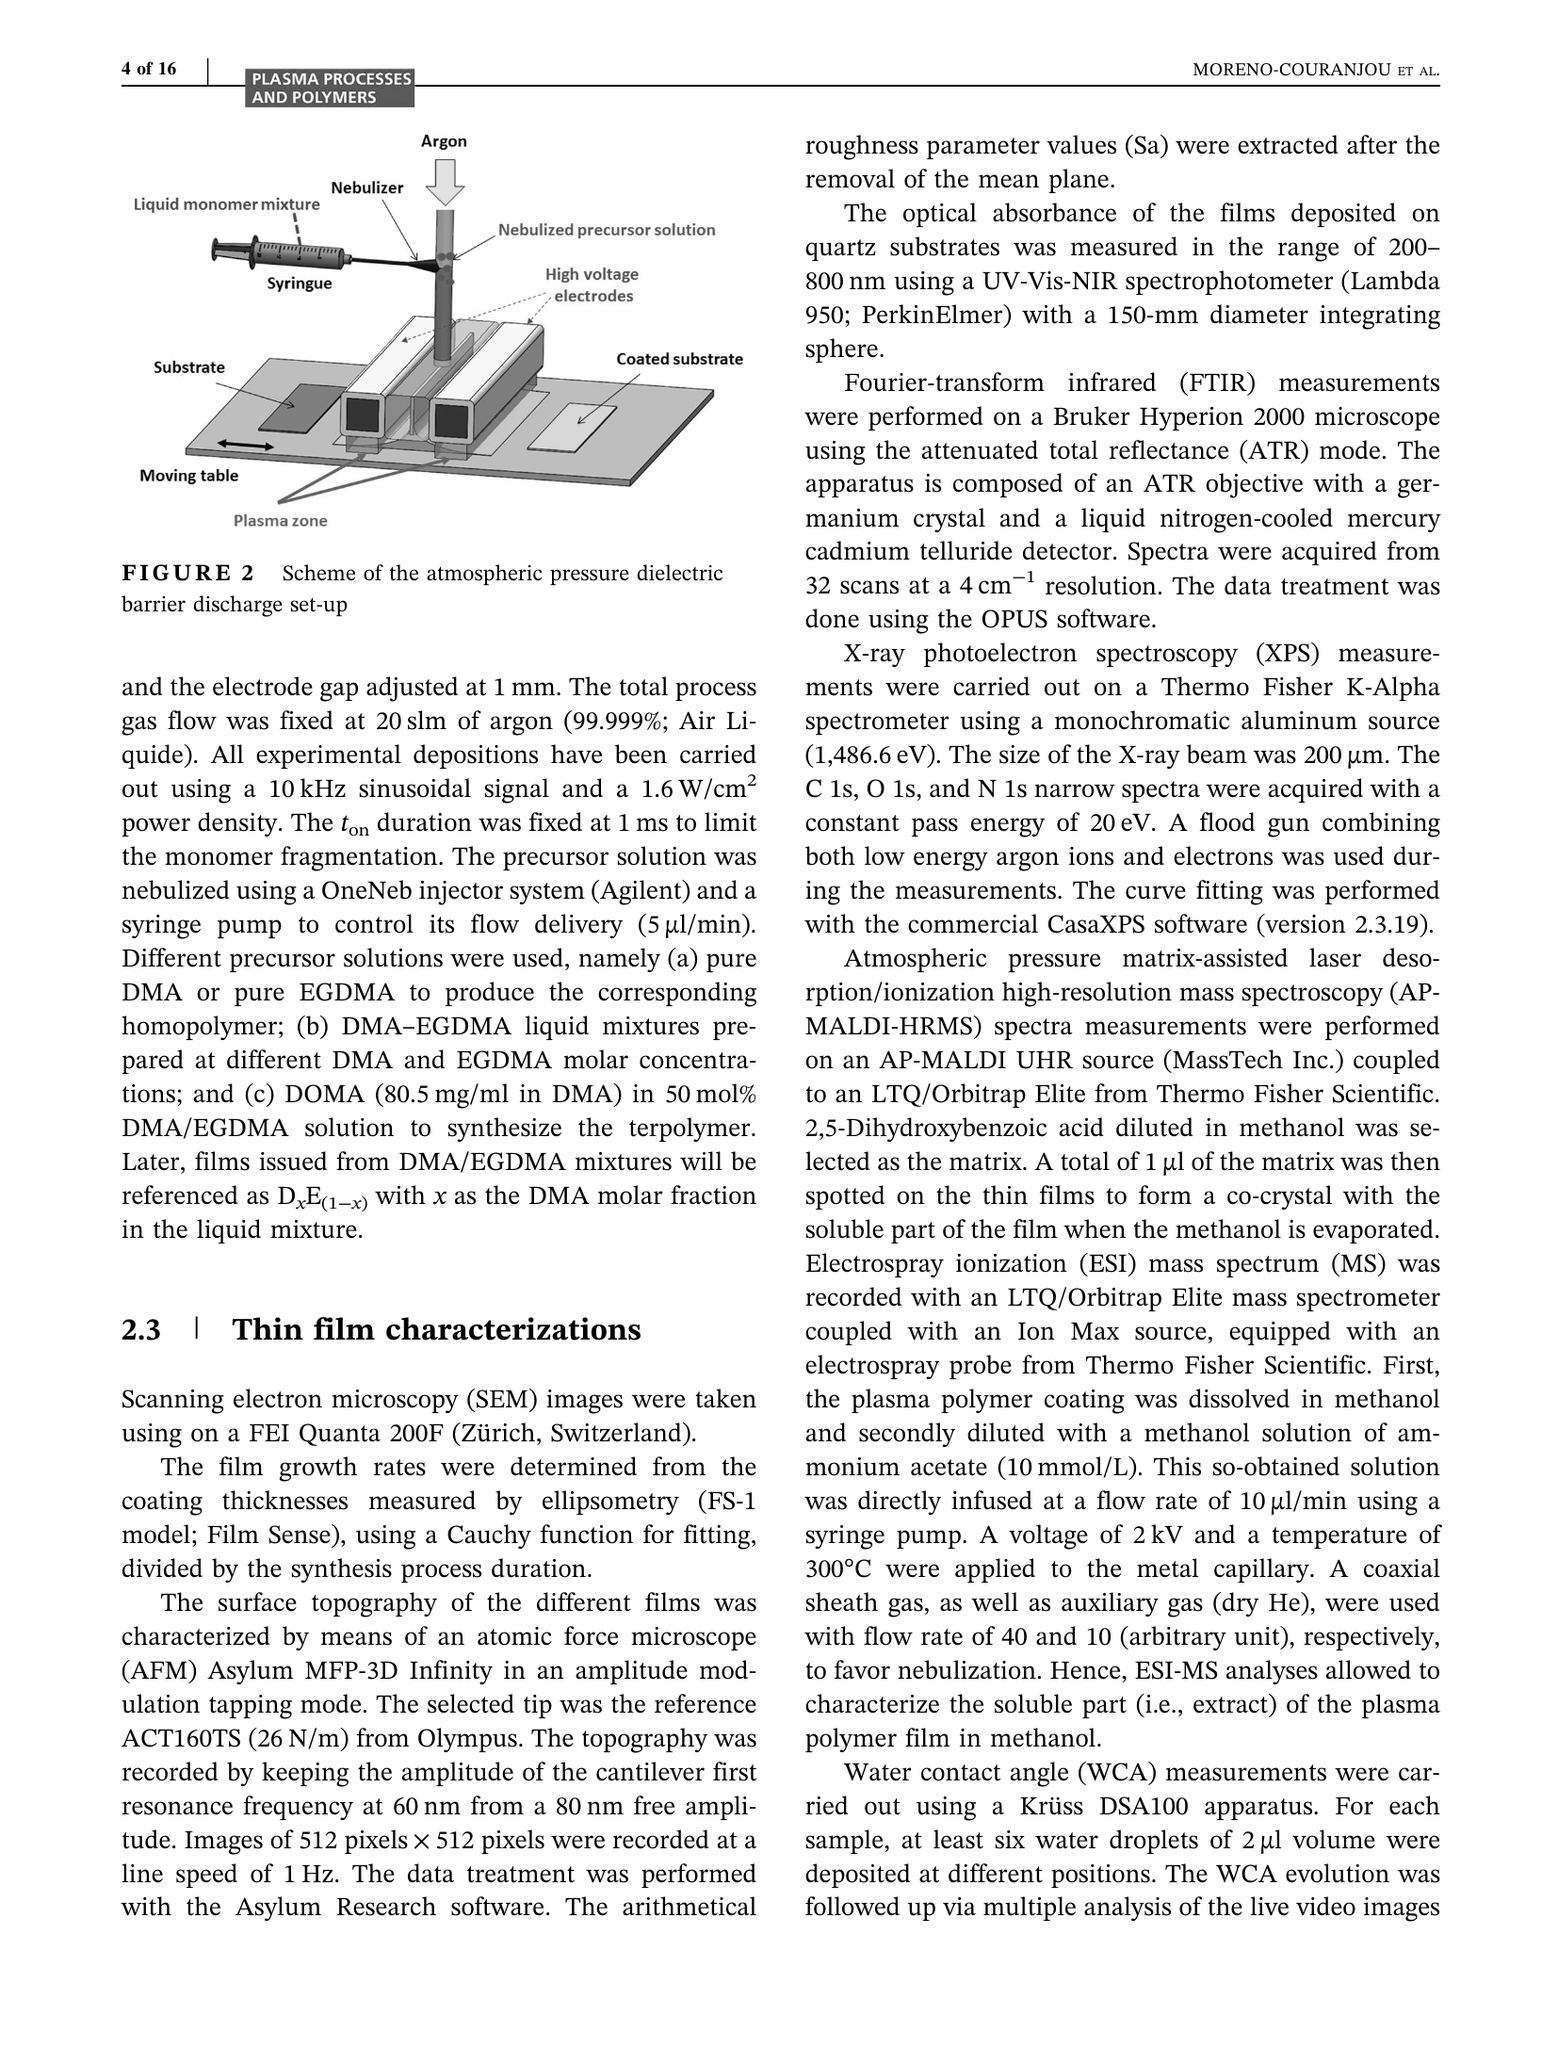 4 of 16
PLASMA PROCESSES
AND POLYMERS
MORENO-COURANJOU ET AL.
Argon
Nebulizer
Liquid monomer mixture
Nebulized precursor solution
Syringue
High voltage
electrodes
Substrate
Coated substrate
Moving table
Plasma zone
FIGURE 2 Scheme of the atmospheric pressure dielectric
barrier discharge set-up
and the electrode gap adjusted at 1 mm. The total process
gas flow was fixed at 20 slm of argon (99.999%; Air Li-
quide). All experimental depositions have been carried
out using a 10 kHz sinusoidal signal and a 1.6 W/cm²
power density. The tₒₙ duration was fixed at 1 ms to limit
the monomer fragmentation. The precursor solution was
nebulized using a OneNeb injector system (Agilent) and a
syringe pump to control its flow delivery (5 µl/min).
Different precursor solutions were used, namely (a) pure
DMA or pure EGDMA to produce the corresponding
homopolymer; (b) DMA–EGDMA liquid mixtures pre-
pared at different DMA and EGDMA molar concentra-
tions; and (c) DOMA (80.5 mg/ml in DMA) in 50 mol%
DMA/EGDMA solution to synthesize the terpolymer.
Later, films issued from DMA/EGDMA mixtures will be
referenced as DₓE₍₁₋ₓ₎ with x as the DMA molar fraction
in the liquid mixture.
2.3 | Thin film characterizations
Scanning electron microscopy (SEM) images were taken
using on a FEI Quanta 200F (Zürich, Switzerland).
The film growth rates were determined from the
coating thicknesses measured by ellipsometry (FS-1
model; Film Sense), using a Cauchy function for fitting,
divided by the synthesis process duration.
The surface topography of the different films was
characterized by means of an atomic force microscope
(AFM) Asylum MFP-3D Infinity in an amplitude mod-
ulation tapping mode. The selected tip was the reference
ACT160TS (26 N/m) from Olympus. The topography was
recorded by keeping the amplitude of the cantilever first
resonance frequency at 60 nm from a 80 nm free ampli-
tude. Images of 512 pixels × 512 pixels were recorded at a
line speed of 1 Hz. The data treatment was performed
with the Asylum Research software. The arithmetical
roughness parameter values (Sa) were extracted after the
removal of the mean plane.
The optical absorbance of the films deposited on
quartz substrates was measured in the range of 200–
800 nm using a UV-Vis-NIR spectrophotometer (Lambda
950; PerkinElmer) with a 150-mm diameter integrating
sphere.
Fourier-transform infrared (FTIR) measurements
were performed on a Bruker Hyperion 2000 microscope
using the attenuated total reflectance (ATR) mode. The
apparatus is composed of an ATR objective with a ger-
manium crystal and a liquid nitrogen-cooled mercury
cadmium telluride detector. Spectra were acquired from
32 scans at a 4 cm⁻¹ resolution. The data treatment was
done using the OPUS software.
X-ray photoelectron spectroscopy (XPS) measure-
ments were carried out on a Thermo Fisher K-Alpha
spectrometer using a monochromatic aluminum source
(1,486.6 eV). The size of the X-ray beam was 200 µm. The
C 1s, O 1s, and N 1s narrow spectra were acquired with a
constant pass energy of 20 eV. A flood gun combining
both low energy argon ions and electrons was used dur-
ing the measurements. The curve fitting was performed
with the commercial CasaXPS software (version 2.3.19).
Atmospheric pressure matrix-assisted laser deso-
rption/ionization high-resolution mass spectroscopy (AP-
MALDI-HRMS) spectra measurements were performed
on an AP-MALDI UHR source (MassTech Inc.) coupled
to an LTQ/Orbitrap Elite from Thermo Fisher Scientific.
2,5-Dihydroxybenzoic acid diluted in methanol was se-
lected as the matrix. A total of 1 µl of the matrix was then
spotted on the thin films to form a co-crystal with the
soluble part of the film when the methanol is evaporated.
Electrospray ionization (ESI) mass spectrum (MS) was
recorded with an LTQ/Orbitrap Elite mass spectrometer
coupled with an Ion Max source, equipped with an
electrospray probe from Thermo Fisher Scientific. First,
the plasma polymer coating was dissolved in methanol
and secondly diluted with a methanol solution of am-
monium acetate (10 mmol/L). This so-obtained solution
was directly infused at a flow rate of 10 µl/min using a
syringe pump. A voltage of 2 kV and a temperature of
300°C were applied to the metal capillary. A coaxial
sheath gas, as well as auxiliary gas (dry He), were used
with flow rate of 40 and 10 (arbitrary unit), respectively,
to favor nebulization. Hence, ESI-MS analyses allowed to
characterize the soluble part (i.e., extract) of the plasma
polymer film in methanol.
Water contact angle (WCA) measurements were car-
ried out using a Krüss DSA100 apparatus. For each
sample, at least six water droplets of 2 µl volume were
deposited at different positions. The WCA evolution was
followed up via multiple analysis of the live video images